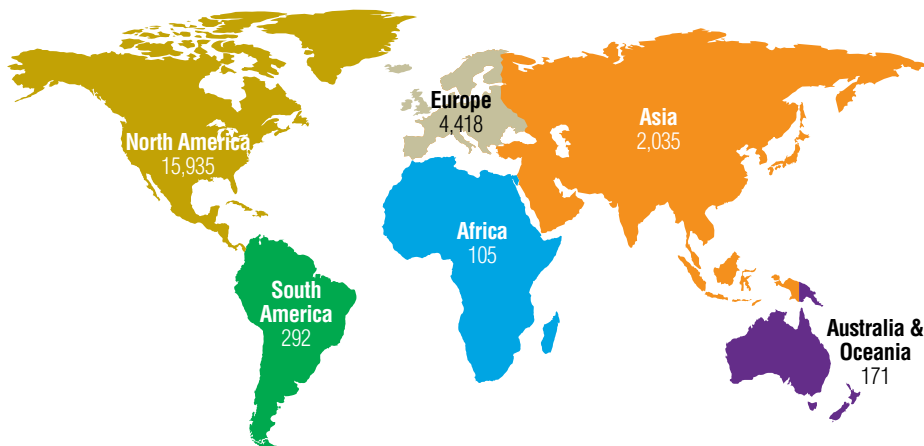 North America
15,935
Europe
4,418
Asia
2,035
Africa
105
South
America
292
Australia &
Oceania
171